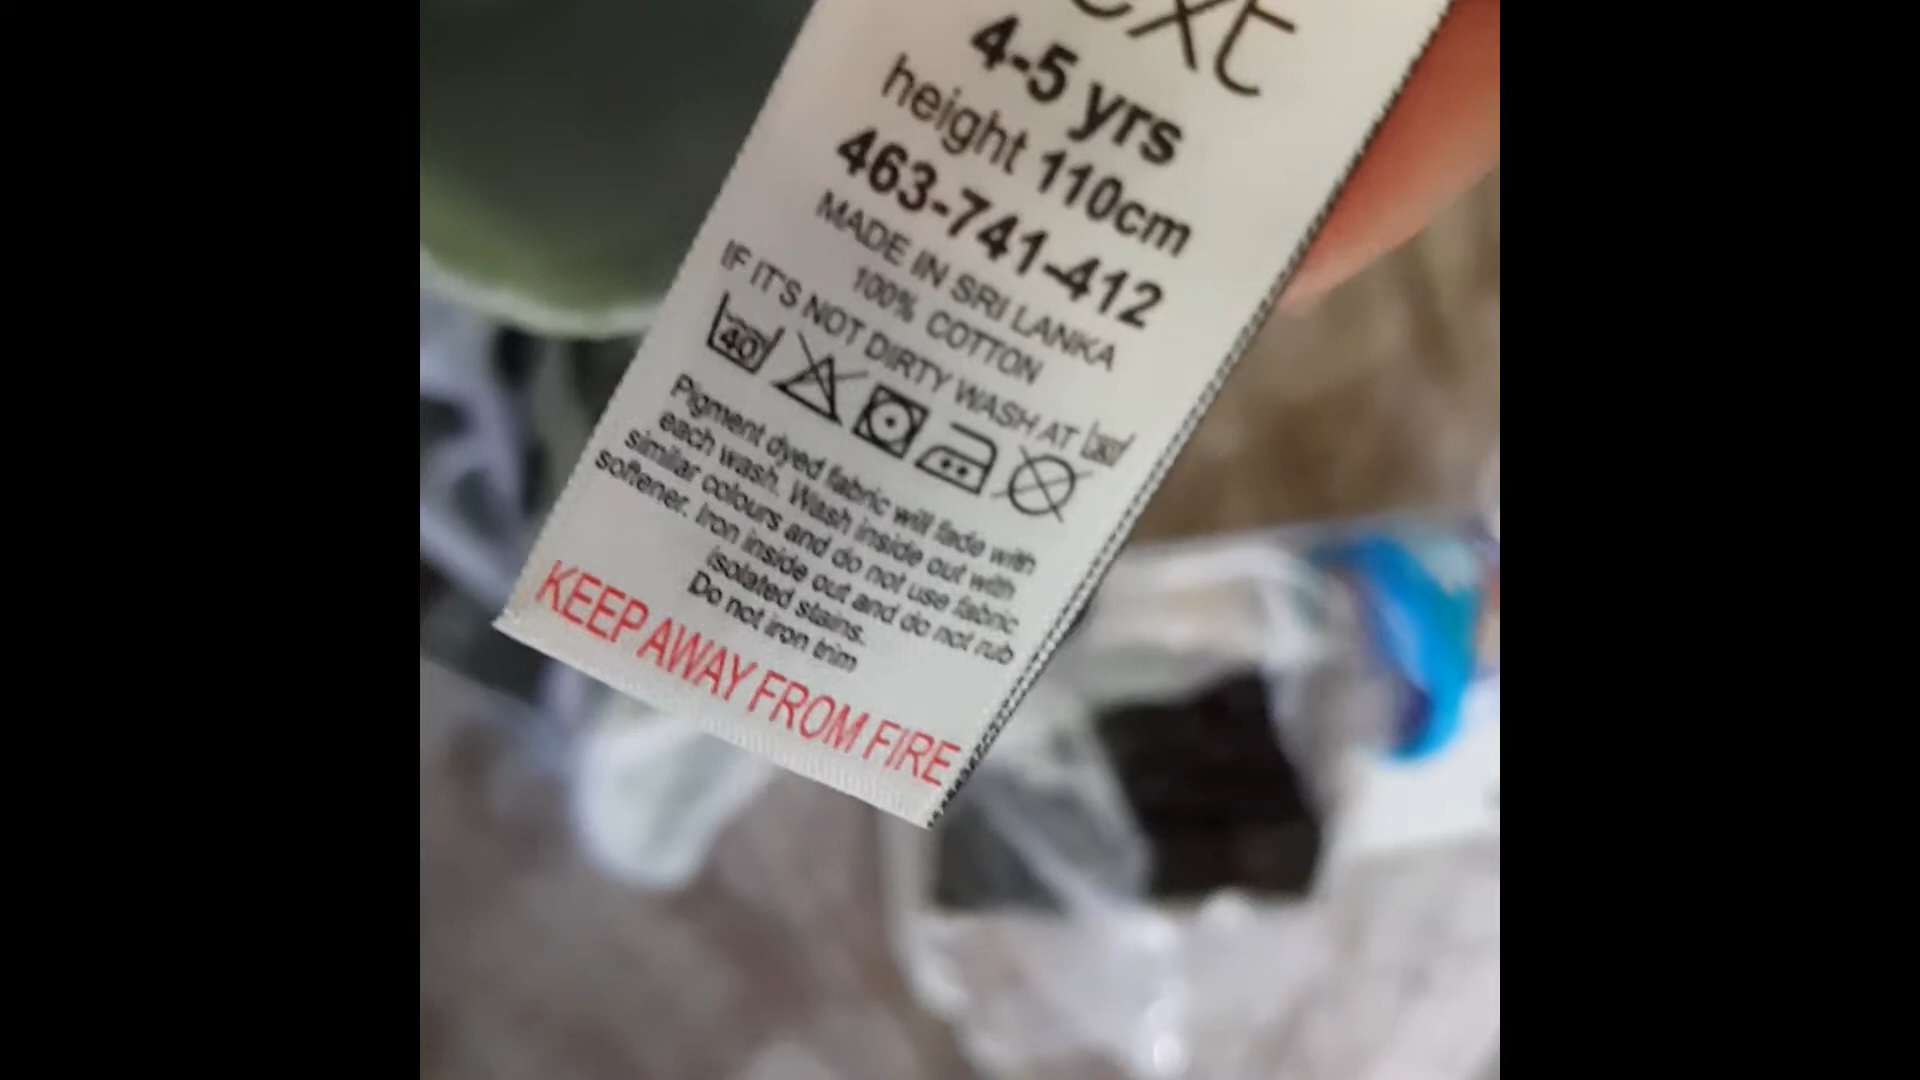 ext
4-5 yrs
height 110cm
463-741-412
MADE IN SRI LANKA
100% COTTON
IF IT'S NOT DIRTY WASH AT 30
40
Pigment dyed fabric will fade with
each wash. Wash inside out with
similar colours and do not use fabric
softener. Iron inside out and do not rub
isolated stains.
Do not iron trim
KEEP AWAY FROM FIRE